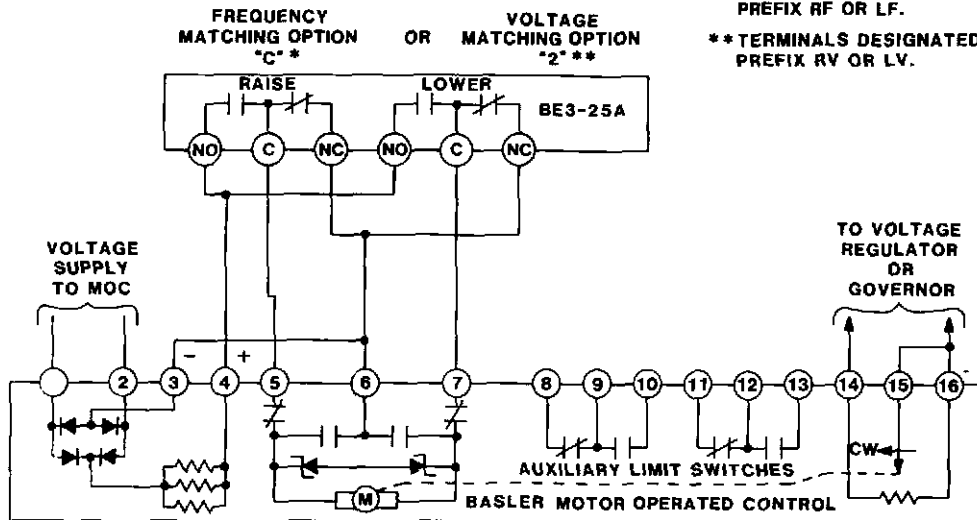 FREQUENCY
MATCHING OPTION
"C" *
OR
VOLTAGE
MATCHING OPTION
"2" **
PREFIX RF OR LF.
** TERMINALS DESIGNATED
PREFIX RV OR LV.
RAISE
LOWER
BE3-25A
NO
C
NC
NO
C
NC
VOLTAGE
SUPPLY
TO MOC
TO VOLTAGE
REGULATOR
OR
GOVERNOR
- +
2
3
4
5
6
7
8
9
10
11
12
13
14
15
16
CW
AUXILIARY LIMIT SWITCHES
M
BASLER MOTOR OPERATED CONTROL